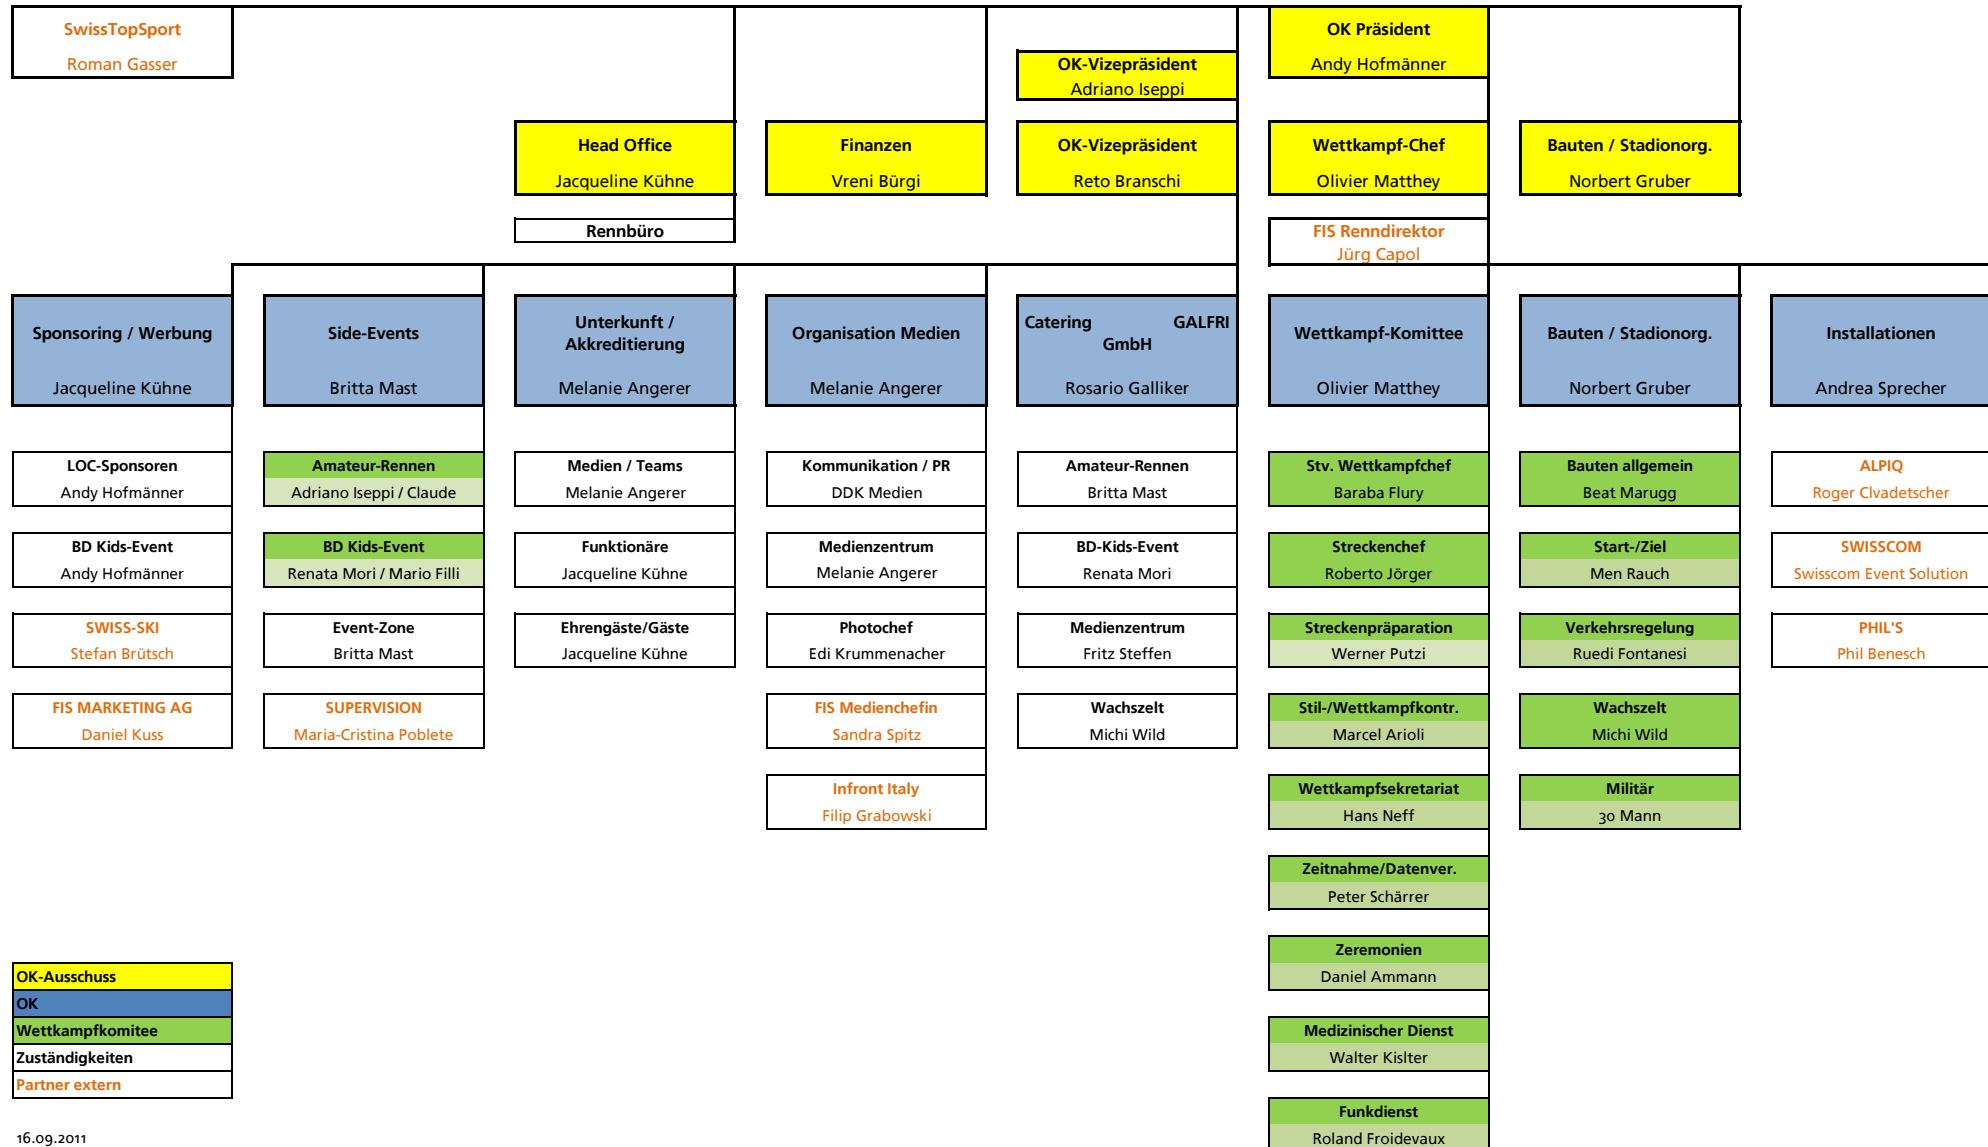 SwissTopSport
Roman Gasser
OK Präsident
Andy Hofmänner
OK-Vizepräsident
Adriano Iseppi
Head Office
Jacqueline Kühne
Finanzen
Vreni Bürgi
OK-Vizepräsident
Reto Branschi
Wettkampf-Chef
Olivier Matthey
Bauten / Stadionorg.
Norbert Gruber
Rennbüro
FIS Renndirektor
Jürg Capol
Sponsoring / Werbung
Jacqueline Kühne
Side-Events
Britta Mast
Unterkunft /
Akkreditierung
Melanie Angerer
Organisation Medien
Melanie Angerer
Catering GALFRI
GmbH
Rosario Galliker
Wettkampf-Komittee
Olivier Matthey
Bauten / Stadionorg.
Norbert Gruber
Installationen
Andrea Sprecher
LOC-Sponsoren
Andy Hofmänner
BD Kids-Event
Andy Hofmänner
SWISS-SKI
Stefan Brütsch
FIS MARKETING AG
Daniel Kuss
Amateur-Rennen
Adriano Iseppi / Claude
BD Kids-Event
Renata Mori / Mario Filli
Event-Zone
Britta Mast
SUPERVISION
Maria-Cristina Poblete
Medien / Teams
Melanie Angerer
Funktionäre
Jacqueline Kühne
Ehrengäste/Gäste
Jacqueline Kühne
Kommunikation / PR
DDK Medien
Medienzentrum
Melanie Angerer
Photochef
Edi Krummenacher
FIS Medienchefin
Sandra Spitz
Infront Italy
Filip Grabowski
Amateur-Rennen
Britta Mast
BD-Kids-Event
Renata Mori
Medienzentrum
Fritz Steffen
Wachszelt
Michi Wild
Stv. Wettkampfchef
Baraba Flury
Streckenchef
Roberto Jörger
Streckenpräparation
Werner Putzi
Stil-/Wettkampfkontr.
Marcel Arioli
Wettkampfsekretariat
Hans Neff
Zeitnahme/Datenver.
Peter Schärrer
Zeremonien
Daniel Ammann
Medizinischer Dienst
Walter Kislter
Funkdienst
Roland Froidevaux
Bauten allgemein
Beat Marugg
Start-/Ziel
Men Rauch
Verkehrsregelung
Ruedi Fontanesi
Wachszelt
Michi Wild
Militär
30 Mann
ALPIQ
Roger Clvadetscher
SWISSCOM
Swisscom Event Solution
PHIL'S
Phil Benesch
OK-Ausschuss
OK
Wettkampfkomitee
Zuständigkeiten
Partner extern
16.09.2011